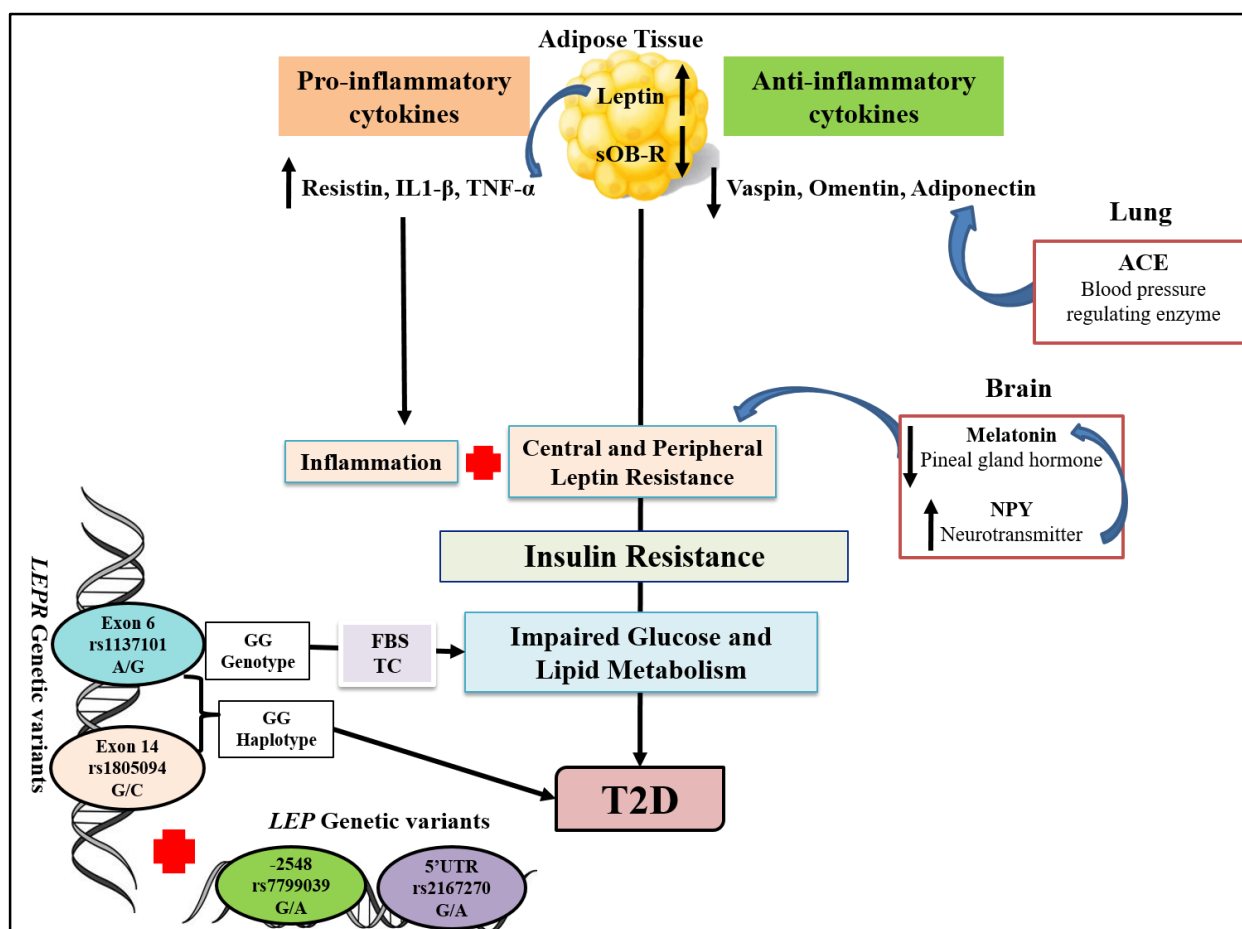 Adipose Tissue
Pro-inflammatory
cytokines
Leptin
sOB-R
Anti-inflammatory
cytokines
Resistin, IL1-β, TNF-α
Vaspin, Omentin, Adiponectin
Lung
ACE
Blood pressure
regulating enzyme
Brain
Melatonin
Pineal gland hormone
NPY
Neurotransmitter
Inflammation
Central and Peripheral
Leptin Resistance
Insulin Resistance
LEPR Genetic variants
Exon 6
rs1137101
A/G
GG
Genotype
FBS
TC
Impaired Glucose and
Lipid Metabolism
GG
Haplotype
Exon 14
rs1805094
G/C
T2D
LEP Genetic variants
-2548
rs7799039
G/A
5’UTR
rs2167270
G/A